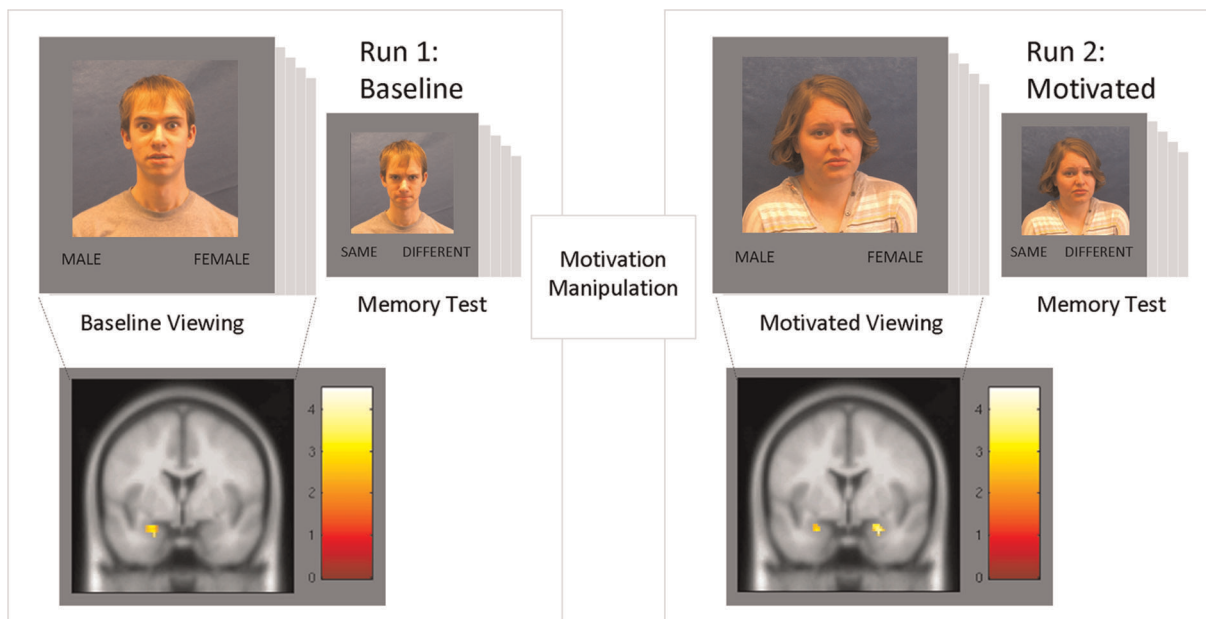 Run 1:
Baseline
MALE FEMALE
SAME DIFFERENT
Baseline Viewing
Memory Test
4
3
2
1
0
Motivation
Manipulation
Run 2:
Motivated
MALE FEMALE
SAME DIFFERENT
Motivated Viewing
Memory Test
4
3
2
1
0